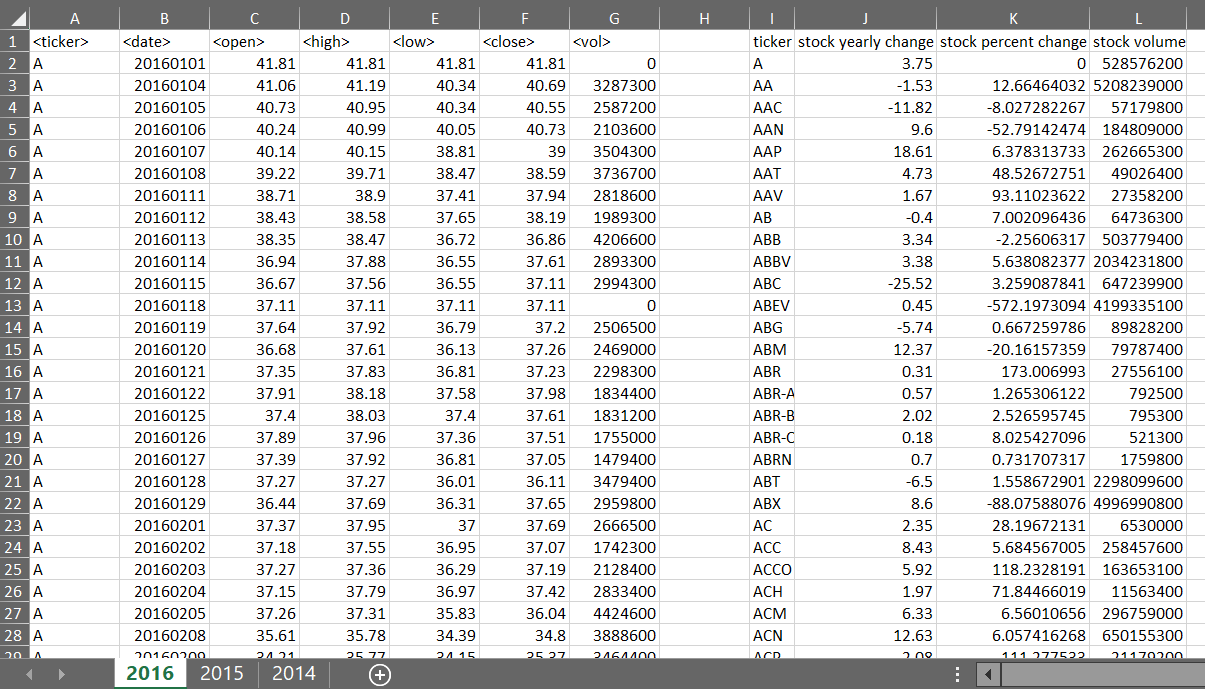 A B C D E F G H I J K L
1 <ticker> <date> <open> <high> <low> <close> <vol> ticker stock yearly change stock percent change stock volume
2 A 20160101 41.81 41.81 41.81 41.81 0 A 3.75 0 528576200
3 A 20160104 41.06 41.19 40.34 40.69 3287300 AA -1.53 12.66464032 5208239000
4 A 20160105 40.73 40.95 40.34 40.55 2587200 AAC -11.82 -8.027282267 57179800
5 A 20160106 40.24 40.99 40.05 40.73 2103600 AAN 9.6 -52.79142474 184809000
6 A 20160107 40.14 40.15 38.81 39 3504300 AAP 18.61 6.378313733 262665300
7 A 20160108 39.22 39.71 38.47 38.59 3736700 AAT 4.73 48.52672751 49026400
8 A 20160111 38.71 38.9 37.41 37.94 2818600 AAV 1.67 93.11023622 27358200
9 A 20160112 38.43 38.58 37.65 38.19 1989300 AB -0.4 7.002096436 64736300
10 A 20160113 38.35 38.47 36.72 36.86 4206600 ABB 3.34 -2.25606317 503779400
11 A 20160114 36.94 37.88 36.55 37.61 2893300 ABBV 3.38 5.638082377 2034231800
12 A 20160115 36.67 37.56 36.55 37.11 2994300 ABC -25.52 3.259087841 647239900
13 A 20160118 37.11 37.11 37.11 37.11 0 ABEV 0.45 -572.1973094 4199335100
14 A 20160119 37.64 37.92 36.79 37.2 2506500 ABG -5.74 0.667259786 89828200
15 A 20160120 36.68 37.61 36.13 37.26 2469000 ABM 12.37 -20.16157359 79787400
16 A 20160121 37.35 37.83 36.81 37.23 2298300 ABR 0.31 173.006993 27556100
17 A 20160122 37.91 38.18 37.58 37.98 1834400 ABR-A 0.57 1.265306122 792500
18 A 20160125 37.4 38.03 37.4 37.61 1831200 ABR-B 2.02 2.526595745 795300
19 A 20160126 37.89 37.96 37.36 37.51 1755000 ABR-C 0.18 8.025427096 521300
20 A 20160127 37.39 37.92 36.81 37.05 1479400 ABRN 0.7 0.731707317 1759800
21 A 20160128 37.27 37.27 36.01 36.11 3479400 ABT -6.5 1.558672901 2298099600
22 A 20160129 36.44 37.69 36.31 37.65 2959800 ABX 8.6 -88.07588076 4996990800
23 A 20160201 37.37 37.95 37 37.69 2666500 AC 2.35 28.19672131 6530000
24 A 20160202 37.18 37.55 36.95 37.07 1742300 ACC 8.43 5.684567005 258457600
25 A 20160203 37.27 37.36 36.29 37.19 2128400 ACCO 5.92 118.2328191 163653100
26 A 20160204 37.15 37.79 36.97 37.42 2833400 ACH 1.97 71.84466019 11563400
27 A 20160205 37.26 37.31 35.83 36.04 4424600 ACM 6.33 6.56010656 296759000
28 A 20160208 35.61 35.78 34.39 34.8 3888600 ACN 12.63 6.057416268 650155300
29 A 20160209 34.21 35.77 34.15 35.37 3464400 ACP 2.08 111.277533 21179200
2016 2015 2014